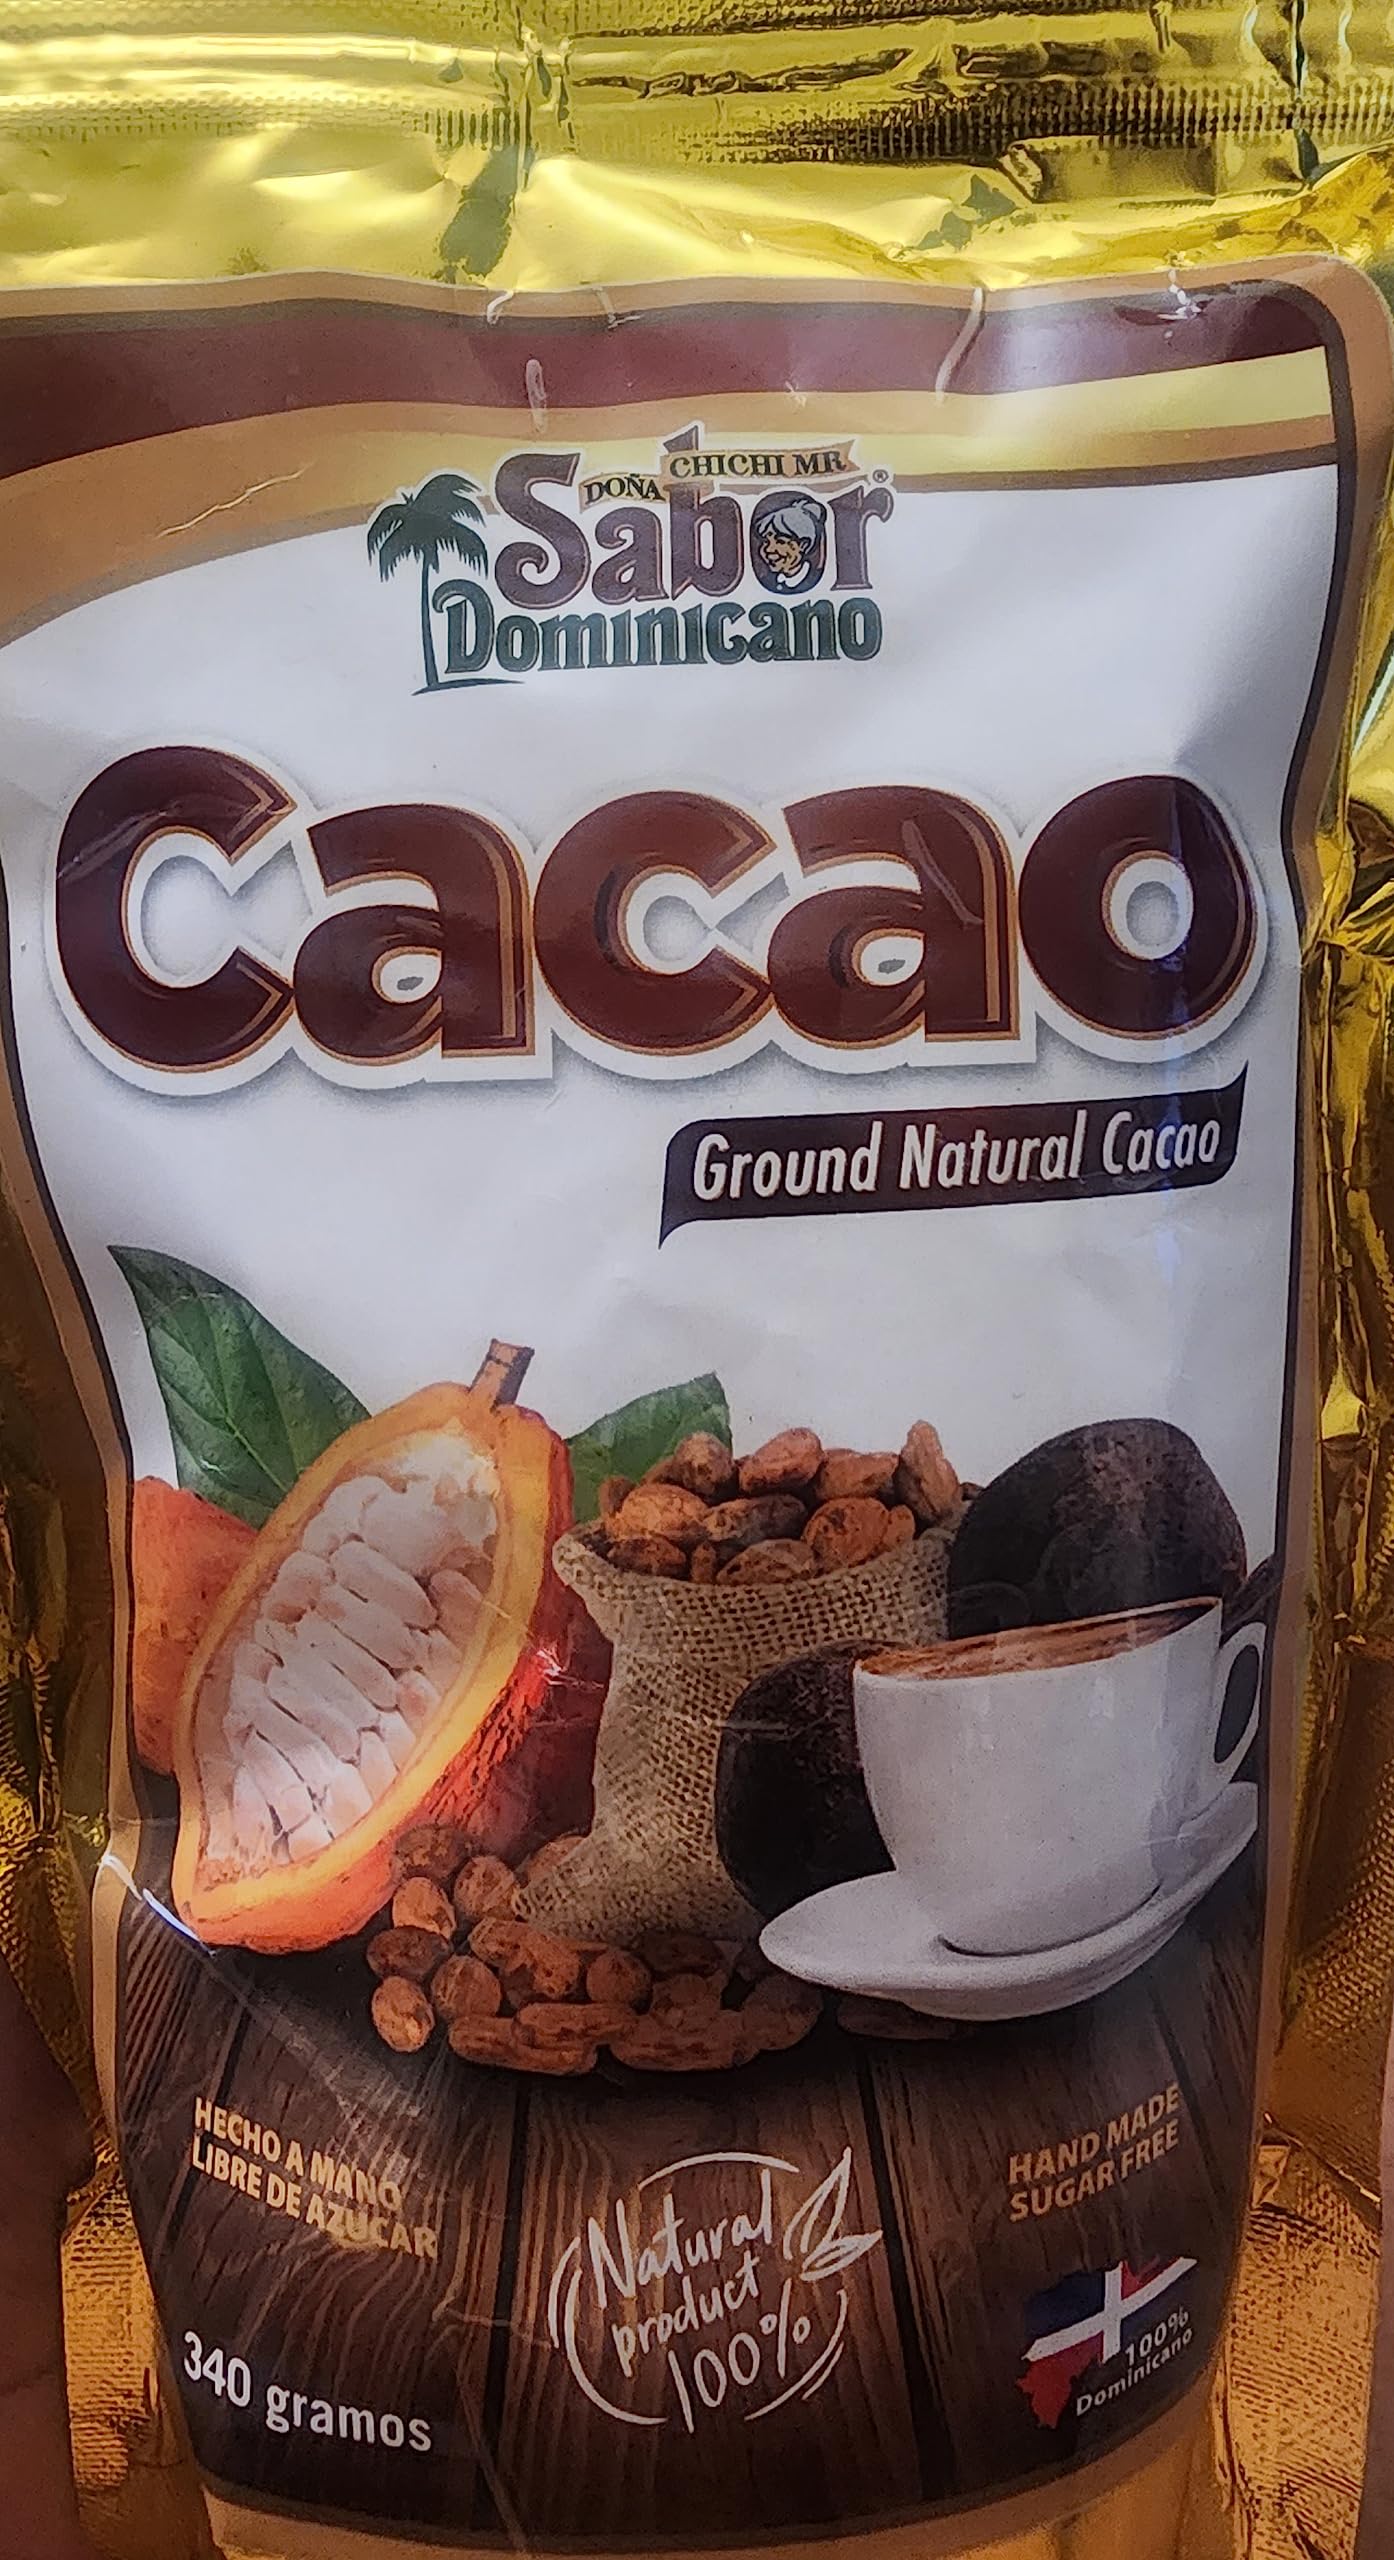 DOÑA CHICHI MR
Sabor®
Dominicano
Cacao
Ground Natural Cacao
HECHO A MANO
LIBRE DE AZUCAR
HAND MADE
SUGAR FREE
Natural
product
100%
100%
Dominicano
340 gramos